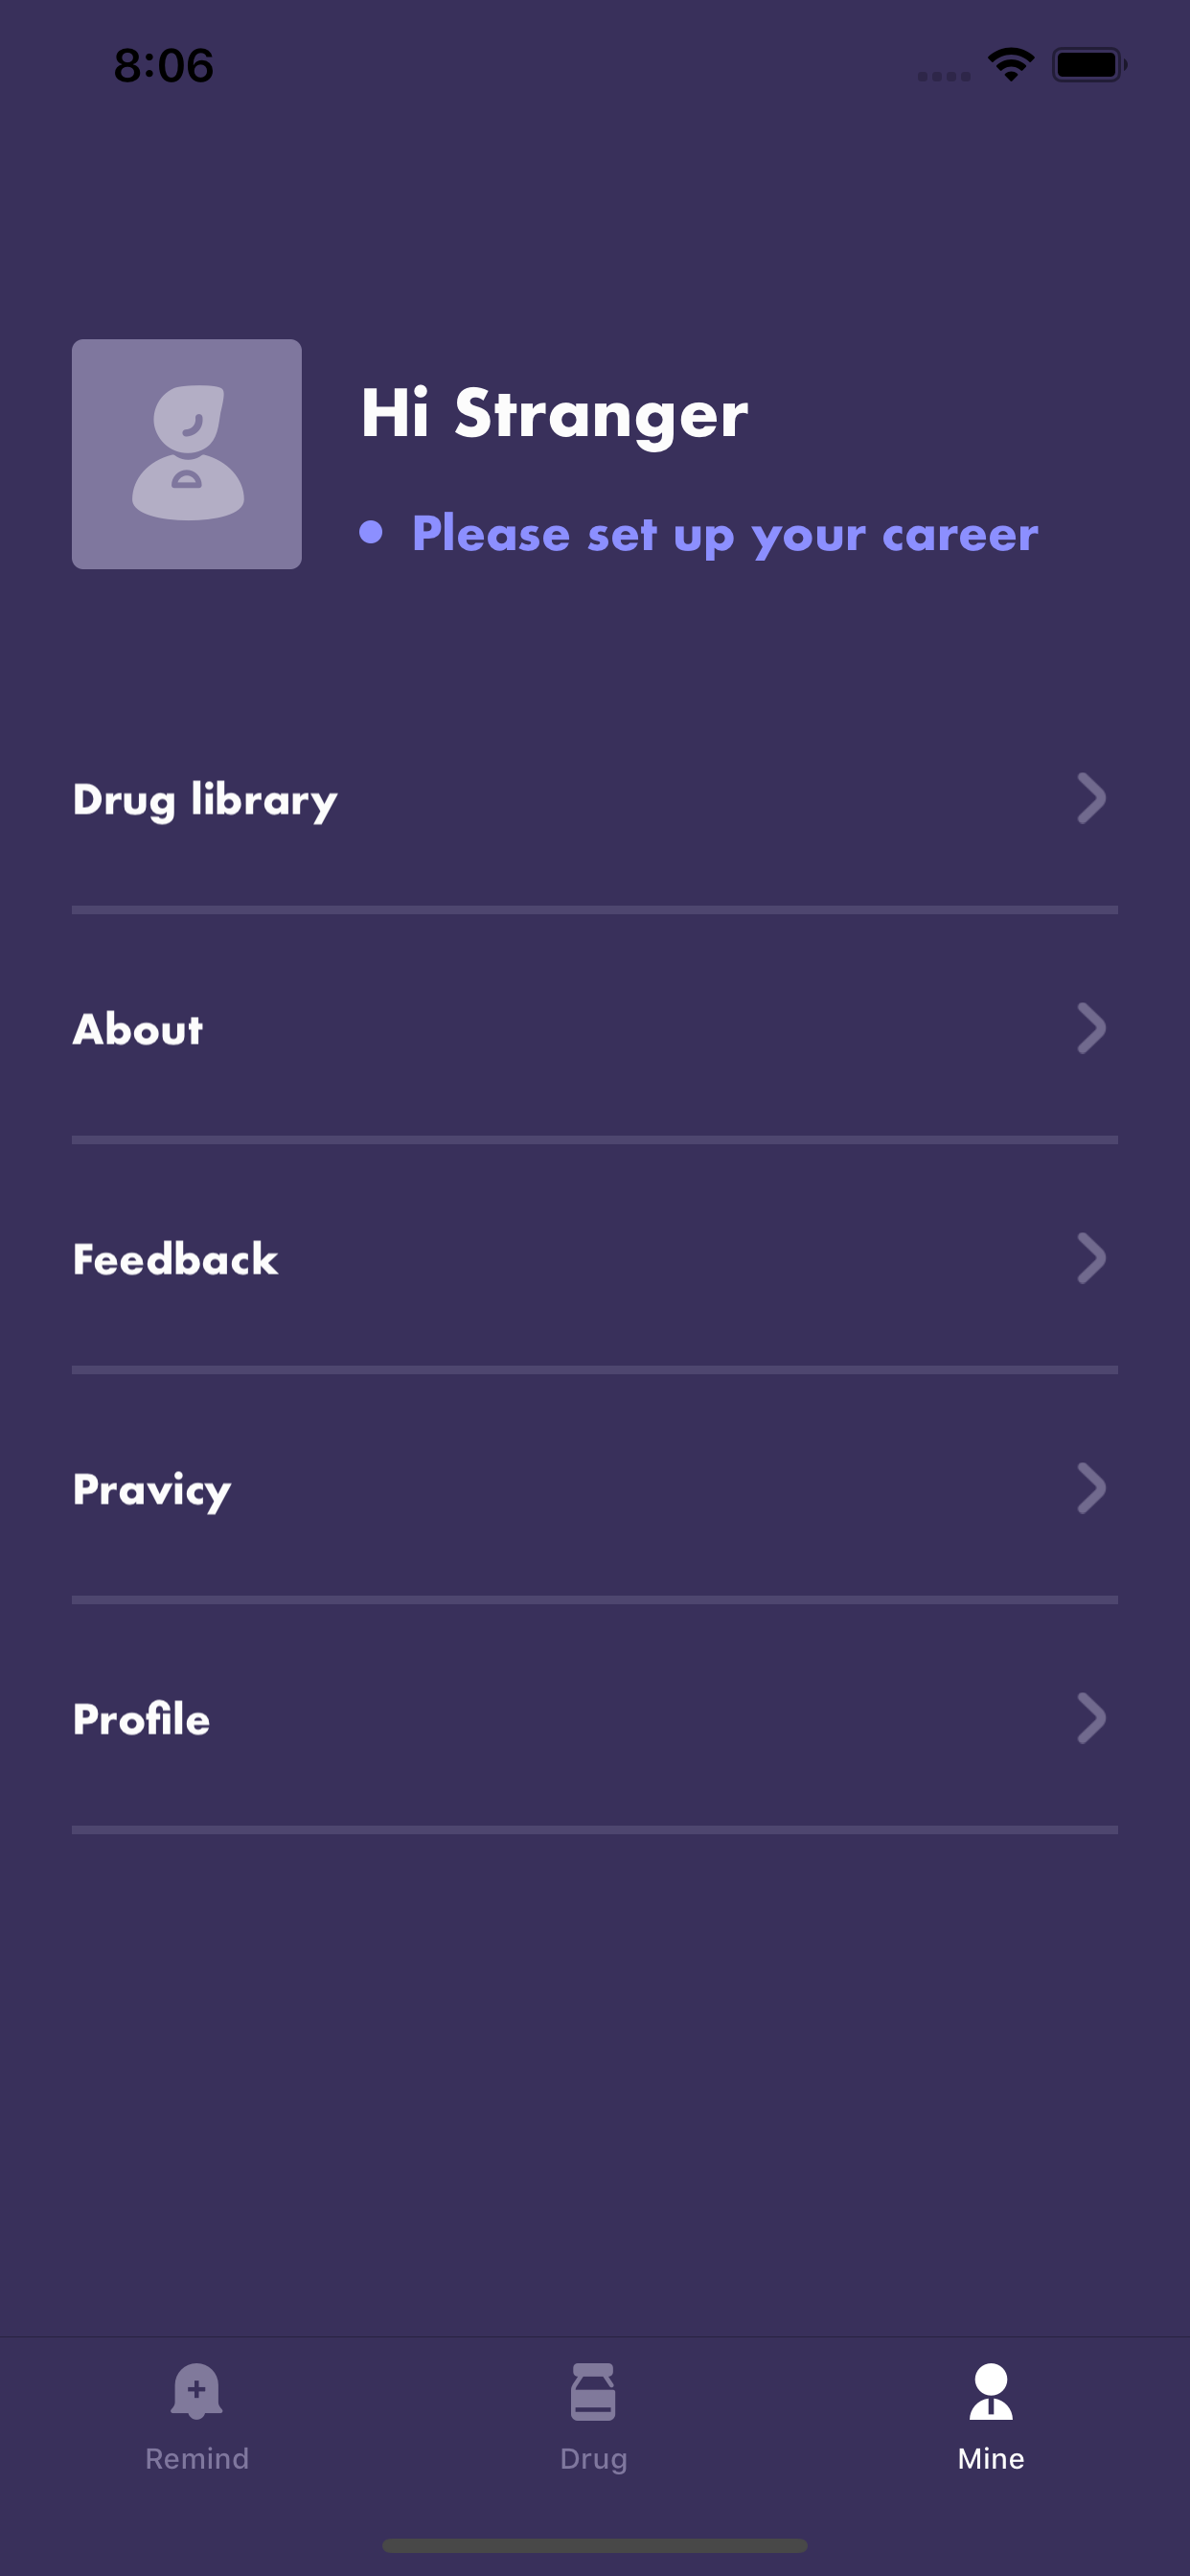 8:06
Hi Stranger
Please set up your career
Drug library
About
Feedback
Pravicy
Profile
Remind
Drug
Mine